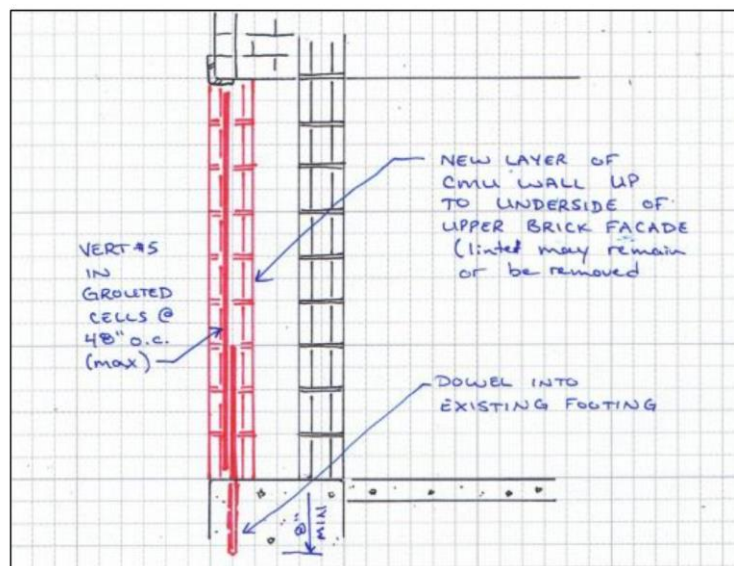 NEW LAYER OF
CMU WALL UP
TO UNDERSIDE OF
UPPER BRICK FACADE
(lintel may remain
or be removed
VERT #5
IN
GROUTED
CELLS @
48" o.c.
(max)
DOWEL INTO
EXISTING FOOTING
8"
MIN